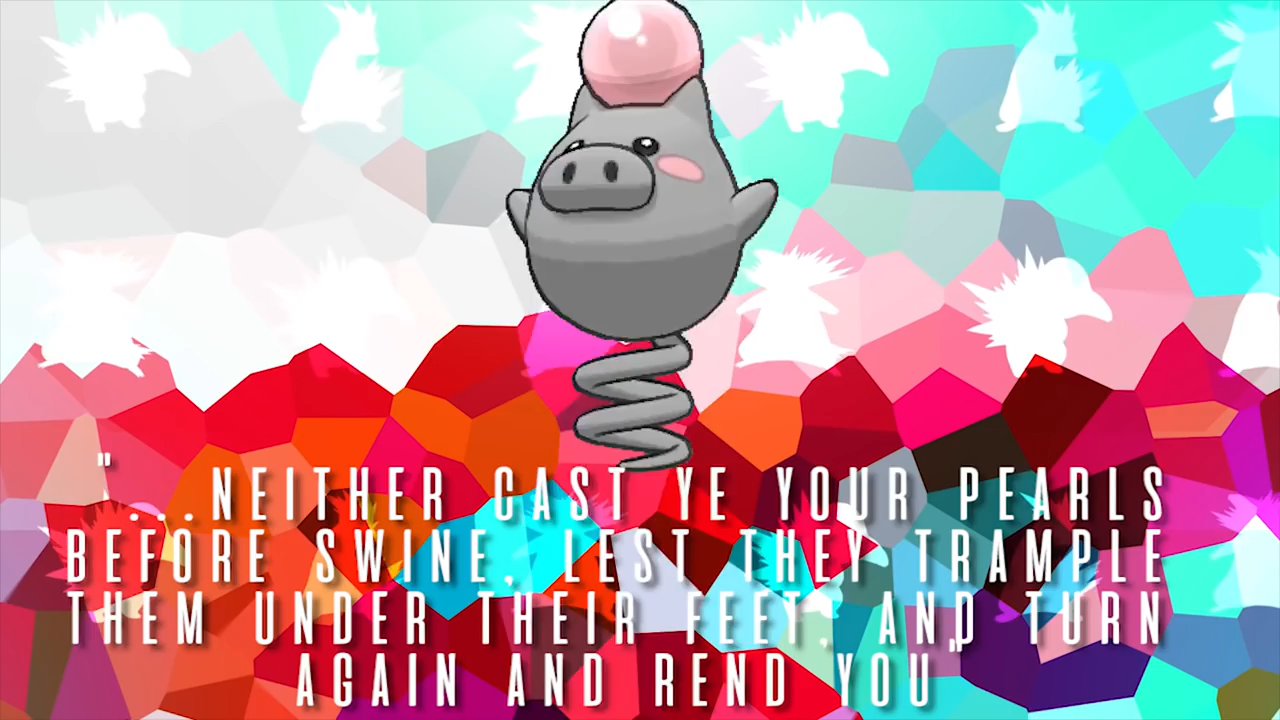 "...NEITHER CAST YE YOUR PEARLS
BEFORE SWINE, LEST THEY TRAMPLE
THEM UNDER THEIR FEET, AND TURN
AGAIN AND REND YOU"